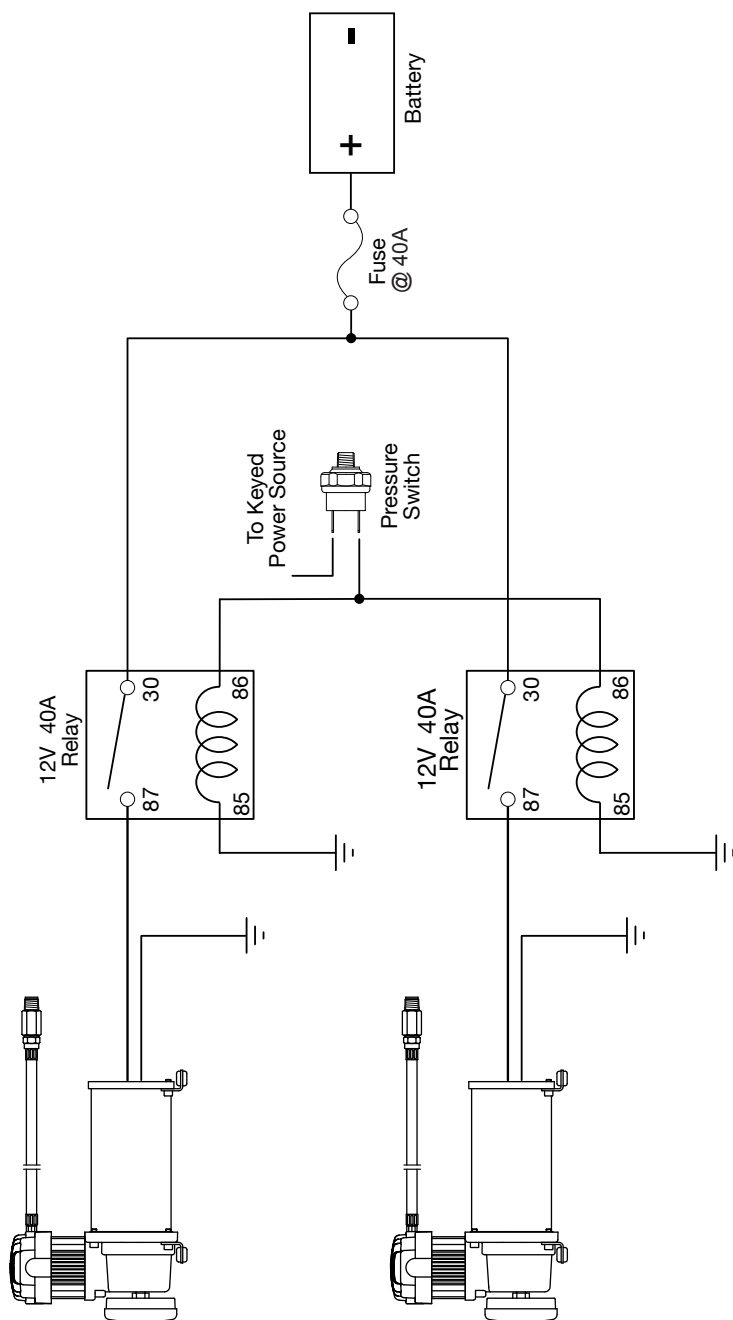 Battery
Fuse
@ 40A
To Keyed
Power Source
Pressure
Switch
12V 40A
Relay
30
87
86
85
12V 40A
Relay
30
87
86
85